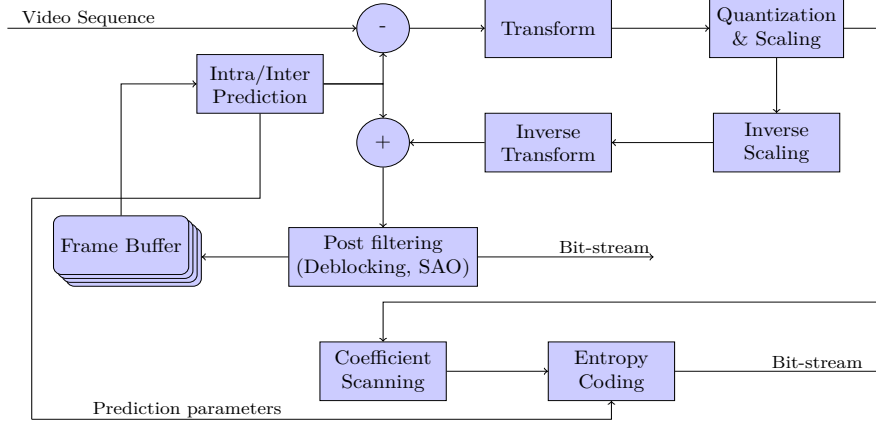 Video Sequence
-
Transform
Quantization
& Scaling
Intra/Inter
Prediction
+
Inverse
Transform
Inverse
Scaling
Frame Buffer
Post filtering
(Deblocking, SAO)
Bit-stream
Coefficient
Scanning
Entropy
Coding
Bit-stream
Prediction parameters